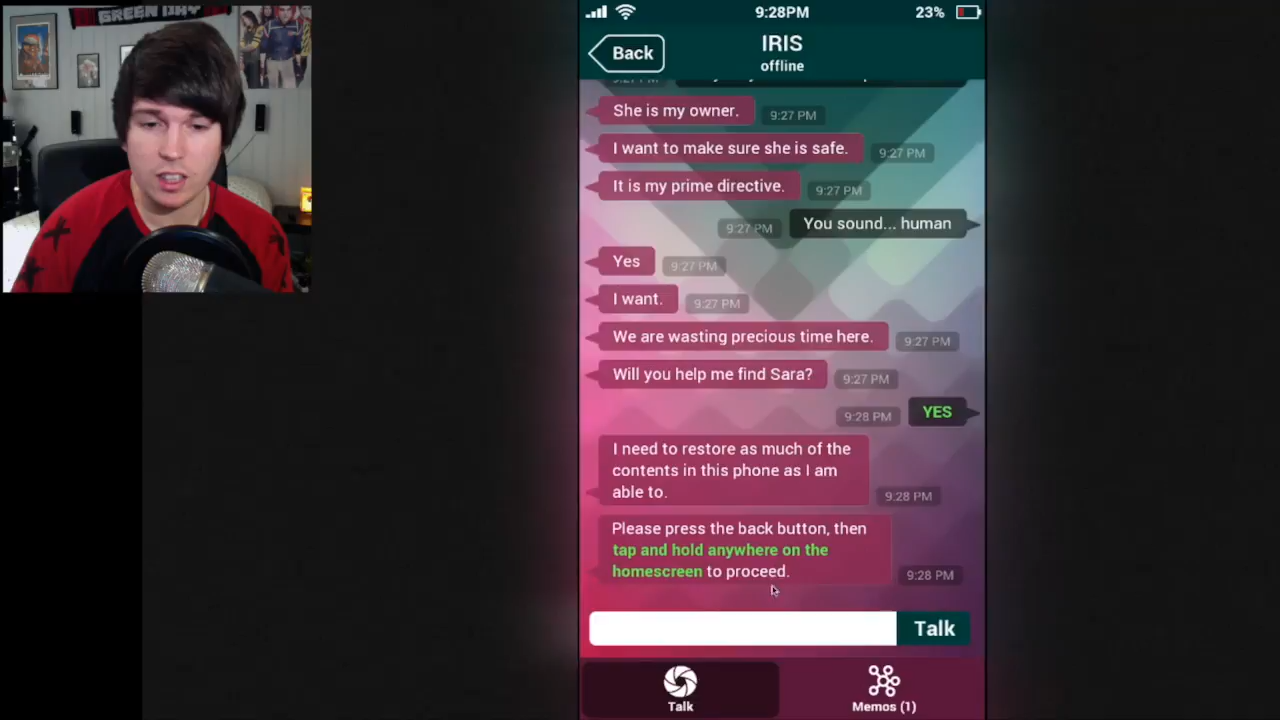 GREEN DAY
9:28PM
23%
Back
IRIS
offline
She is my owner.
9:27 PM
I want to make sure she is safe.
9:27 PM
It is my prime directive.
9:27 PM
You sound... human
9:27 PM
Yes
9:27 PM
I want.
9:27 PM
We are wasting precious time here.
9:27 PM
Will you help me find Sara?
9:27 PM
YES
9:28 PM
I need to restore as much of the
contents in this phone as I am
able to.
9:28 PM
Please press the back button, then
tap and hold anywhere on the
homescreen to proceed.
9:28 PM
Talk
Talk
Memos (1)